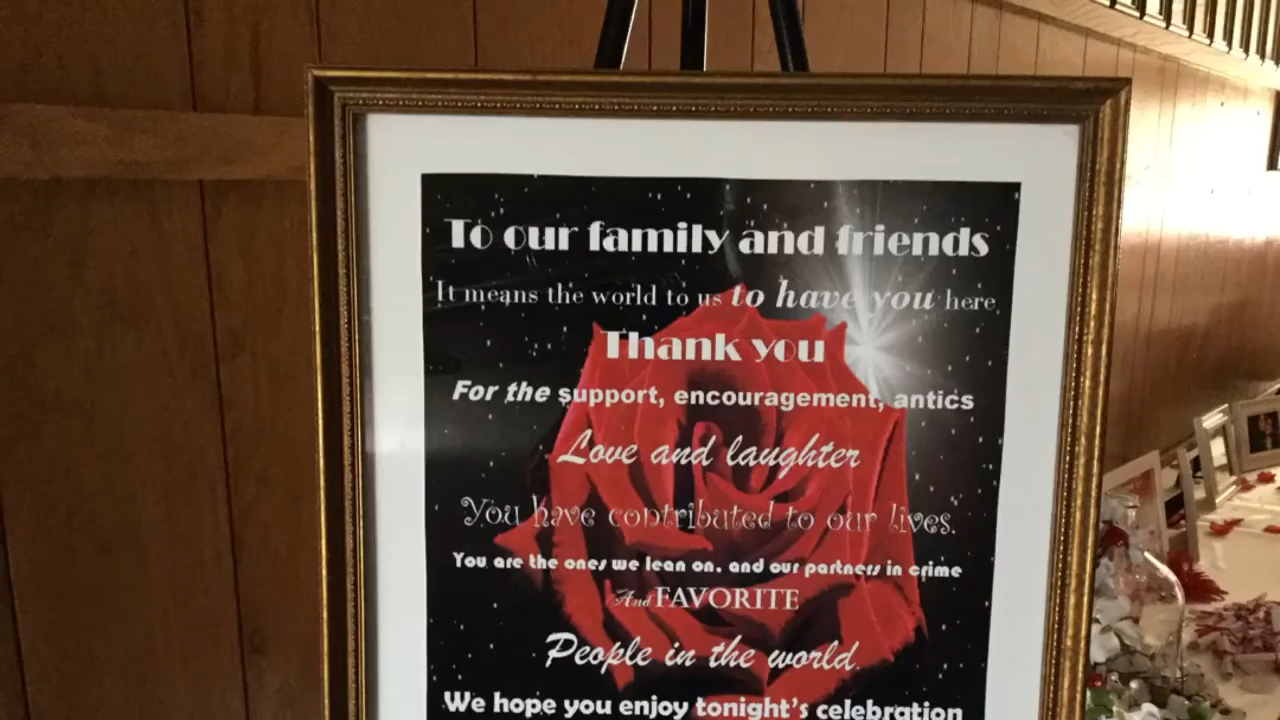 To our family and friends
It means the world to us to have you here
Thank you
For the support, encouragement, antics
Love and laughter
You have contributed to our lives.
You are the ones we lean on, and our partners in crime
And FAVORITE
People in the world.
We hope you enjoy tonight's celebration